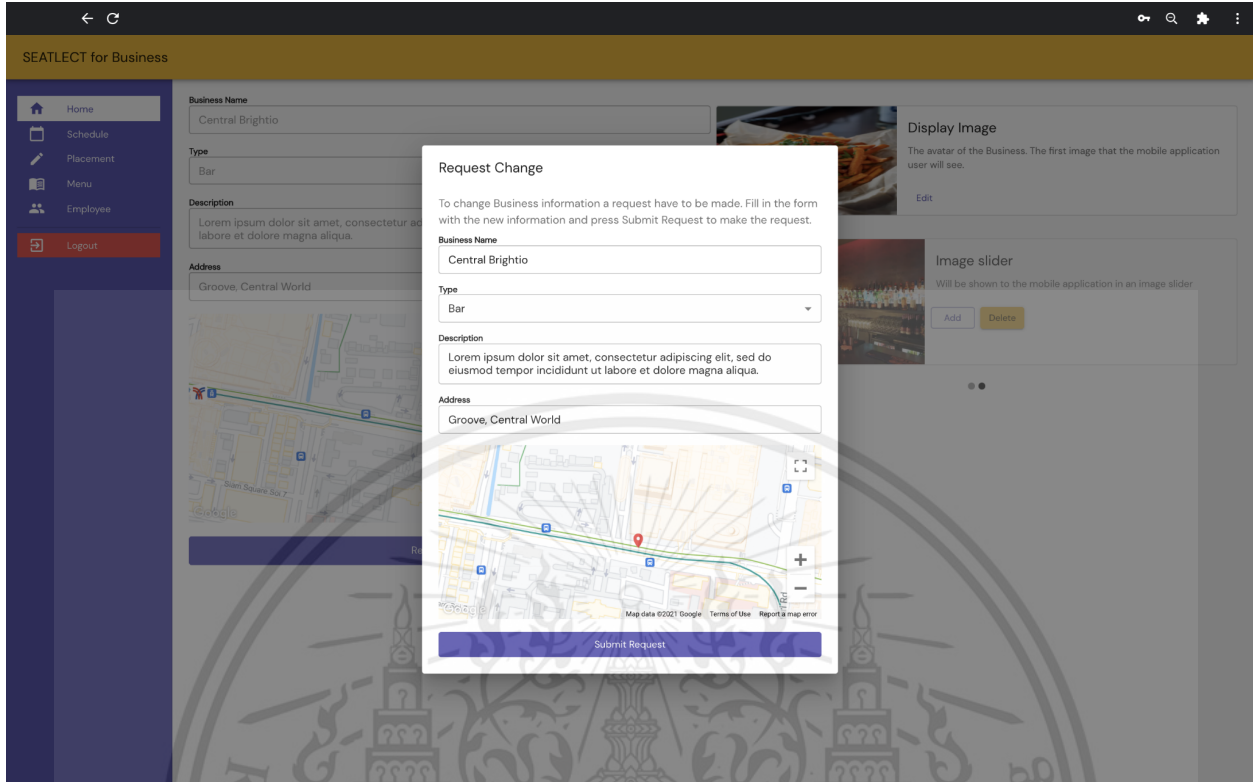 SEATLECT for Business
Home
Schedule
Placement
Menu
Employee
Logout
Business Name
Central Brightio
Type
Bar
Description
Lorem ipsum dolor sit amet, consectetur ad
labore et dolore magna aliqua.
Address
Groove, Central World
Siam Square Soi 7
Google
Re
Request Change
To change Business information a request have to be made. Fill in the form
with the new information and press Submit Request to make the request.
Business Name
Central Brightio
Type
Bar
Description
Lorem ipsum dolor sit amet, consectetur adipiscing elit, sed do
eiusmod tempor incididunt ut labore et dolore magna aliqua.
Address
Groove, Central World
Google
Map data ©2021 Google Terms of Use Report a map error
Submit Request
Display Image
The avatar of the Business. The first image that the mobile application
user will see.
Edit
Image slider
Will be shown to the mobile application in an image slider
Add Delete